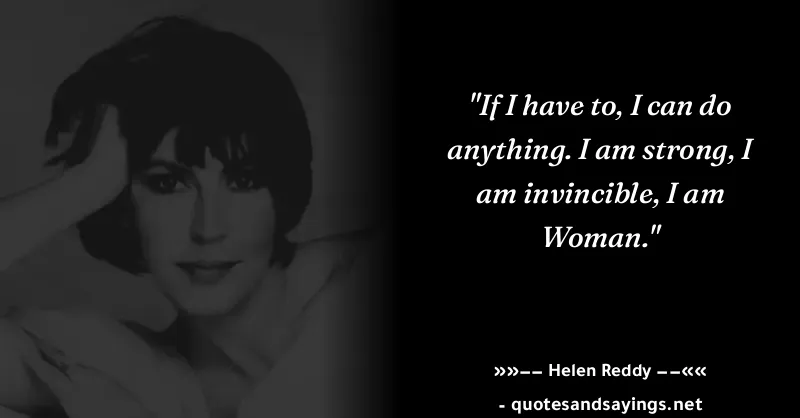 "If I have to, I can do
anything. I am strong, I
am invincible, I am
Woman."
»»−− Helen Reddy −−««
- quotesandsayings.net